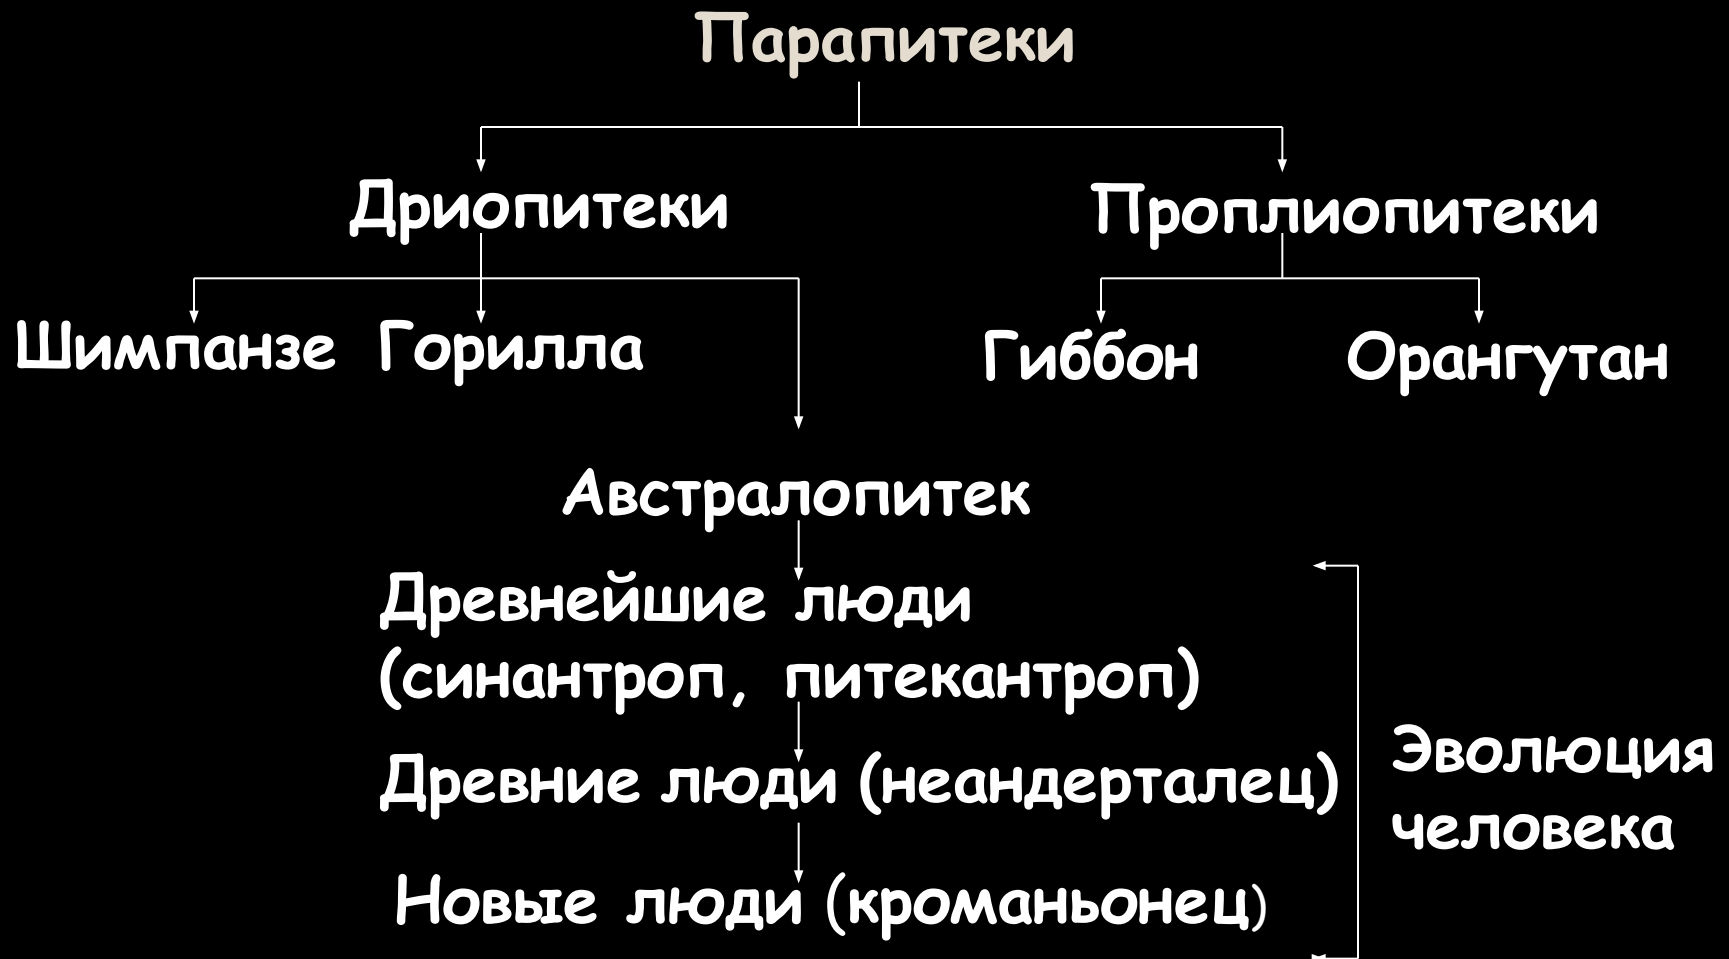 Парапитеки
Дриопитеки
Проплиопитеки
Шимпанзе
Горилла
Гиббон
Орангутан
Австралопитек
Древнейшие люди
(синантроп, питекантроп)
Древние люди (неандерталец)
Новые люди (кроманьонец)
Эволюция
человека